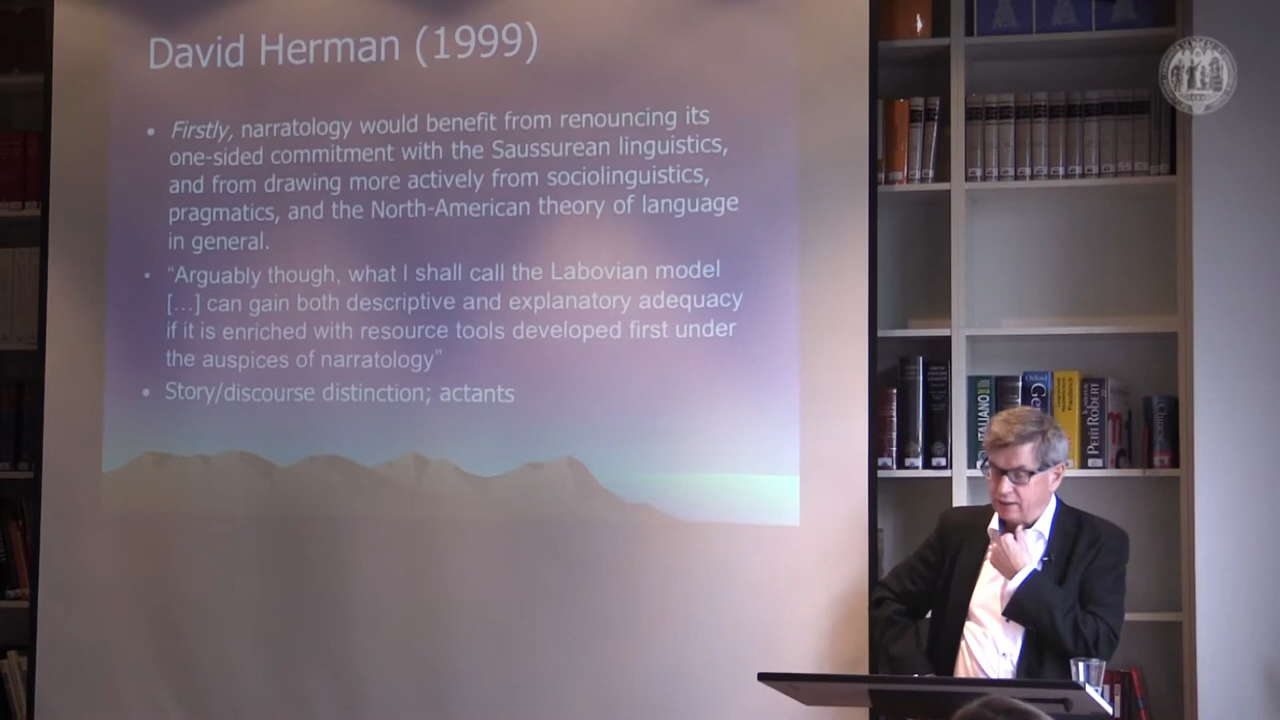 David Herman (1999)
• Firstly, narratology would benefit from renouncing its
one-sided commitment with the Saussurean linguistics,
and from drawing more actively from sociolinguistics,
pragmatics, and the North-American theory of language
in general.
• “Arguably though, what I shall call the Labovian model
[…] can gain both descriptive and explanatory adequacy
if it is enriched with resource tools developed first under
the auspices of narratology”
• Story/discourse distinction; actants
ITALIANO
Oxford
PETIT ROBERT